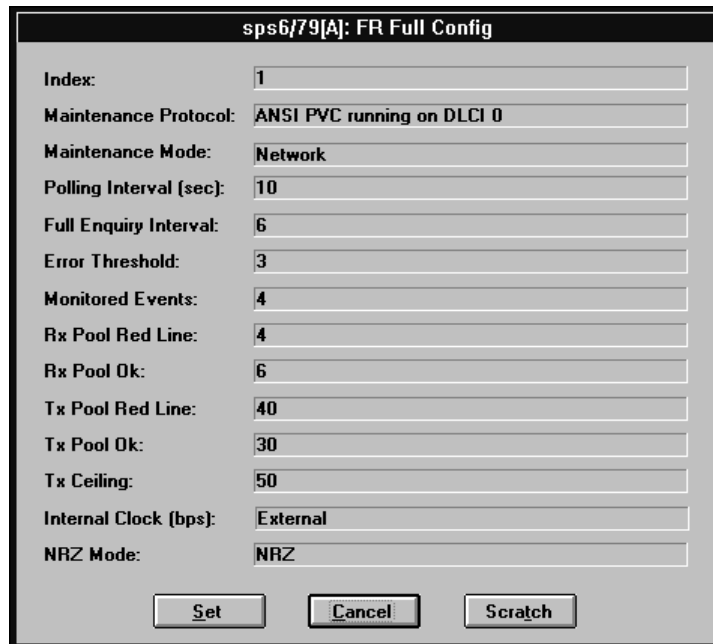 sps6/79[A]: FR Full Config
Index: 1
Maintenance Protocol: ANSI PVC running on DLCI 0
Maintenance Mode: Network
Polling Interval (sec): 10
Full Enquiry Interval: 6
Error Threshold: 3
Monitored Events: 4
Rx Pool Red Line: 4
Rx Pool Ok: 6
Tx Pool Red Line: 40
Tx Pool Ok: 30
Tx Ceiling: 50
Internal Clock (bps): External
NRZ Mode: NRZ
Set Cancel Scratch